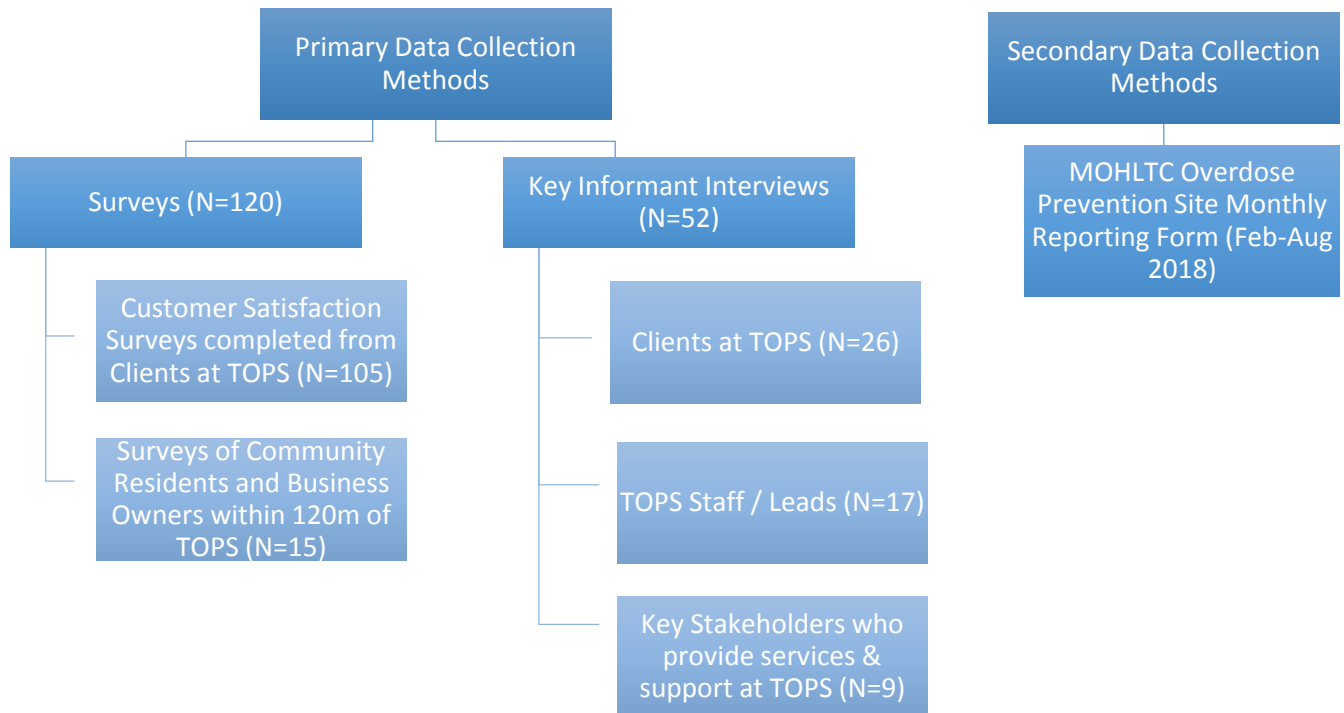 Primary Data Collection
Methods
Surveys (N=120)
Customer Satisfaction
Surveys completed from
Clients at TOPS (N=105)
Surveys of Community
Residents and Business
Owners within 120m of
TOPS (N=15)
Key Informant Interviews
(N=52)
Clients at TOPS (N=26)
TOPS Staff / Leads (N=17)
Key Stakeholders who
provide services &
support at TOPS (N=9)
Secondary Data Collection
Methods
MOHLTC Overdose
Prevention Site Monthly
Reporting Form (Feb-Aug
2018)